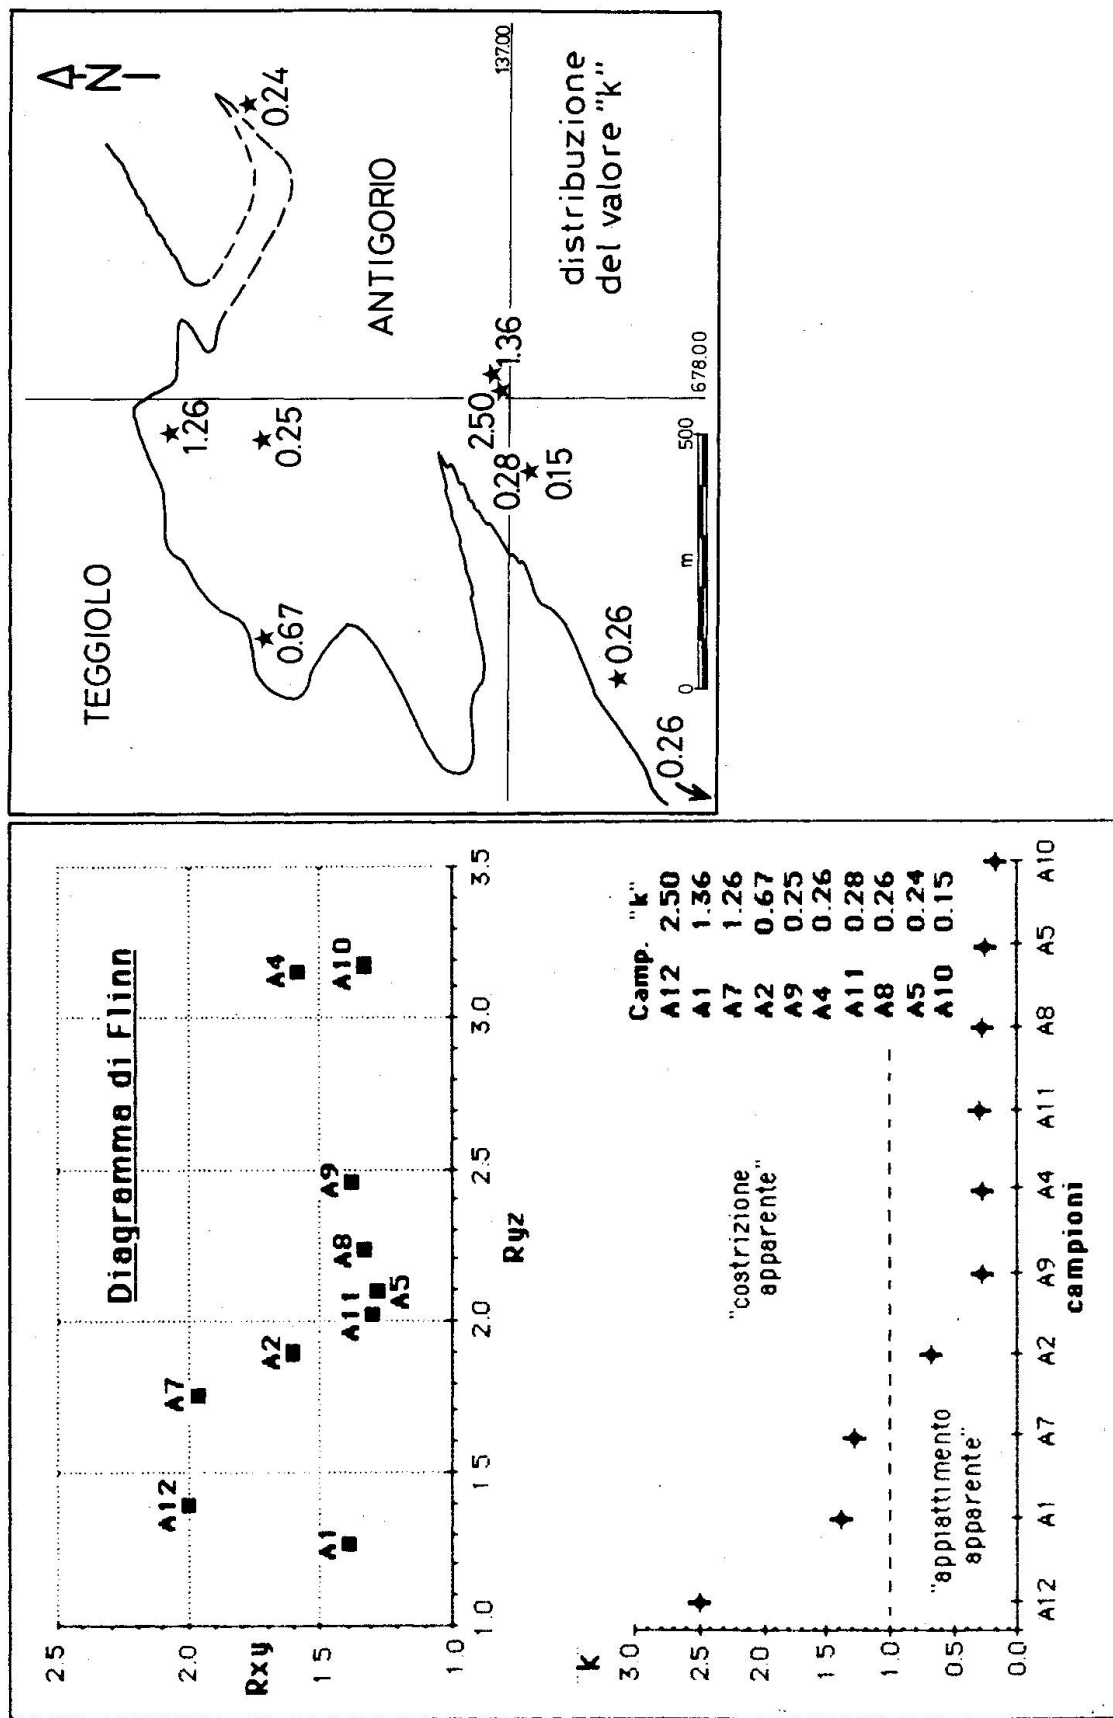 Diagramma di Flinn
Rxy
2.5
2.0
1.5
1.0
A12
A7
A1
A2
A11
A5
A8
A9
A4
A10
1.0
1.5
2.0
2.5
3.0
3.5
Ryz
k
3.0
2.5
2.0
1.5
1.0
0.5
0.0
"costrizione
apparente"
"appiattimento
apparente"
Camp. "k"
A12 2.50
A1 1.36
A7 1.26
A2 0.67
A9 0.25
A4 0.26
A11 0.28
A8 0.26
A5 0.24
A10 0.15
A12 A1 A7 A2 A9 A4 A11 A8 A5 A10
campioni
N
TEGGIOLO
0.24
1.26
0.67
0.25
ANTIGORIO
2.50
1.36
0.28
137.00
0.15
0.26
distribuzione
del valore "k"
0.26
0 m 500
678.00